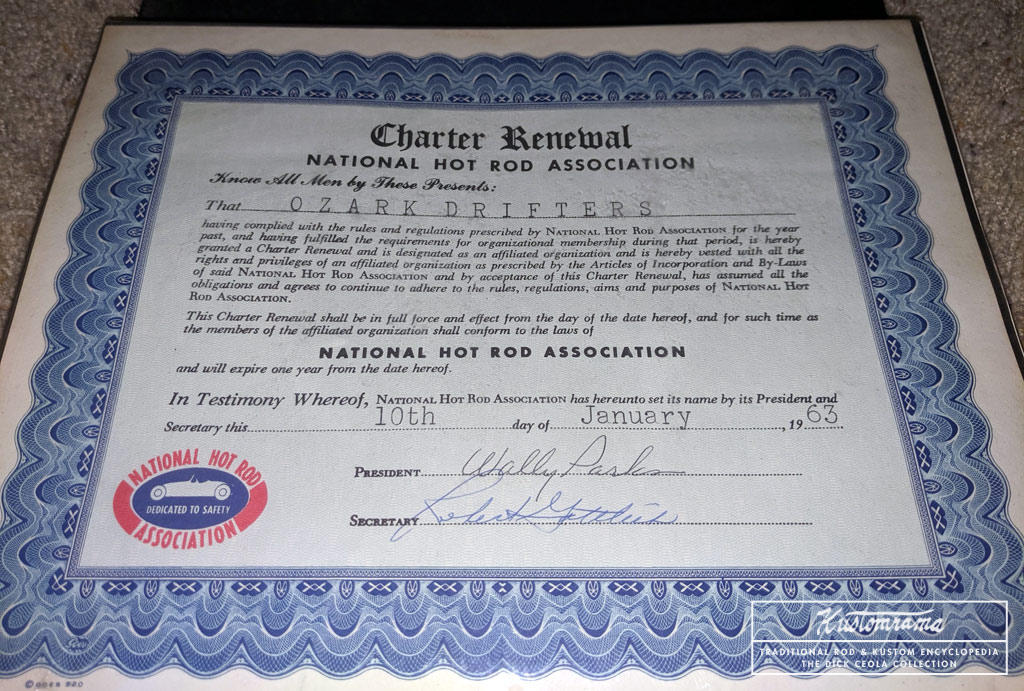 Charter Renewal
NATIONAL HOT ROD ASSOCIATION
Know All Men by These Presents:
That OZARK DRIFTERS
having complied with the rules and regulations prescribed by NATIONAL HOT ROD ASSOCIATION for the year
past, and having fulfilled the requirements for organizational membership during that period, is hereby
granted a Charter Renewal and is designated as an affiliated organization and is hereby vested with all the
rights and privileges of an affiliated organization as prescribed by the Articles of Incorporation and By-Laws
of said NATIONAL HOT ROD ASSOCIATION and by acceptance of this Charter Renewal, has assumed all the
obligations and agrees to continue to adhere to the rules, regulations, aims and purposes of NATIONAL HOT
ROD ASSOCIATION.
This Charter Renewal shall be in full force and effect from the day of the date hereof, and for such time as
the members of the affiliated organization shall conform to the laws of
NATIONAL HOT ROD ASSOCIATION
and will expire one year from the date hereof.
In Testimony Whereof, NATIONAL HOT ROD ASSOCIATION has hereunto set its name by its President and
Secretary this 10th day of January, 1963.
PRESIDENT Wally Parks
SECRETARY Robert Gottlieb
NATIONAL HOT ROD
DEDICATED TO SAFETY
ASSOCIATION
© GOES 820
Kustomrama
TRADITIONAL ROD & KUSTOM ENCYCLOPEDIA
THE DICK CEOLA COLLECTION